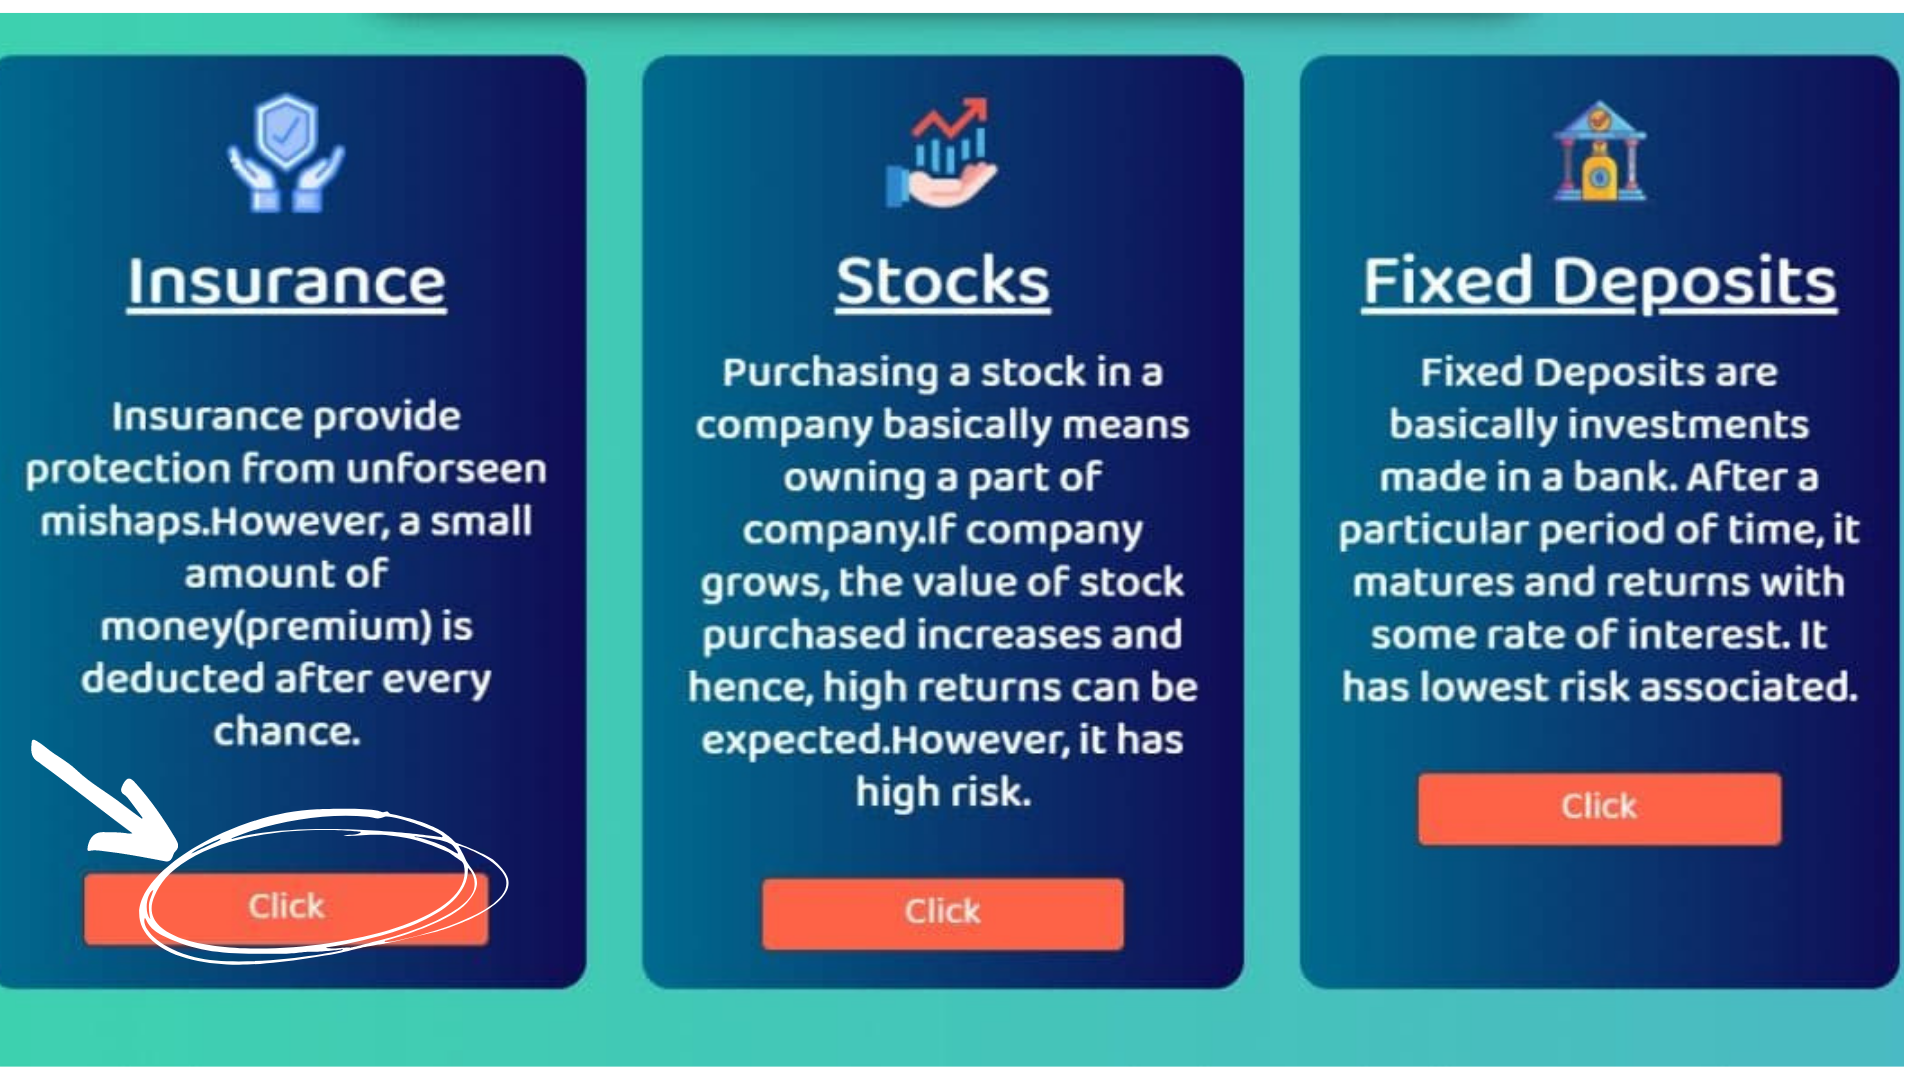 Insurance
Insurance provide
protection from unforseen
mishaps.However, a small
amount of
money(premium) is
deducted after every
chance.
Click
Stocks
Purchasing a stock in a
company basically means
owning a part of
company.If company
grows, the value of stock
purchased increases and
hence, high returns can be
expected.However, it has
high risk.
Click
Fixed Deposits
Fixed Deposits are
basically investments
made in a bank. After a
particular period of time, it
matures and returns with
some rate of interest. It
has lowest risk associated.
Click